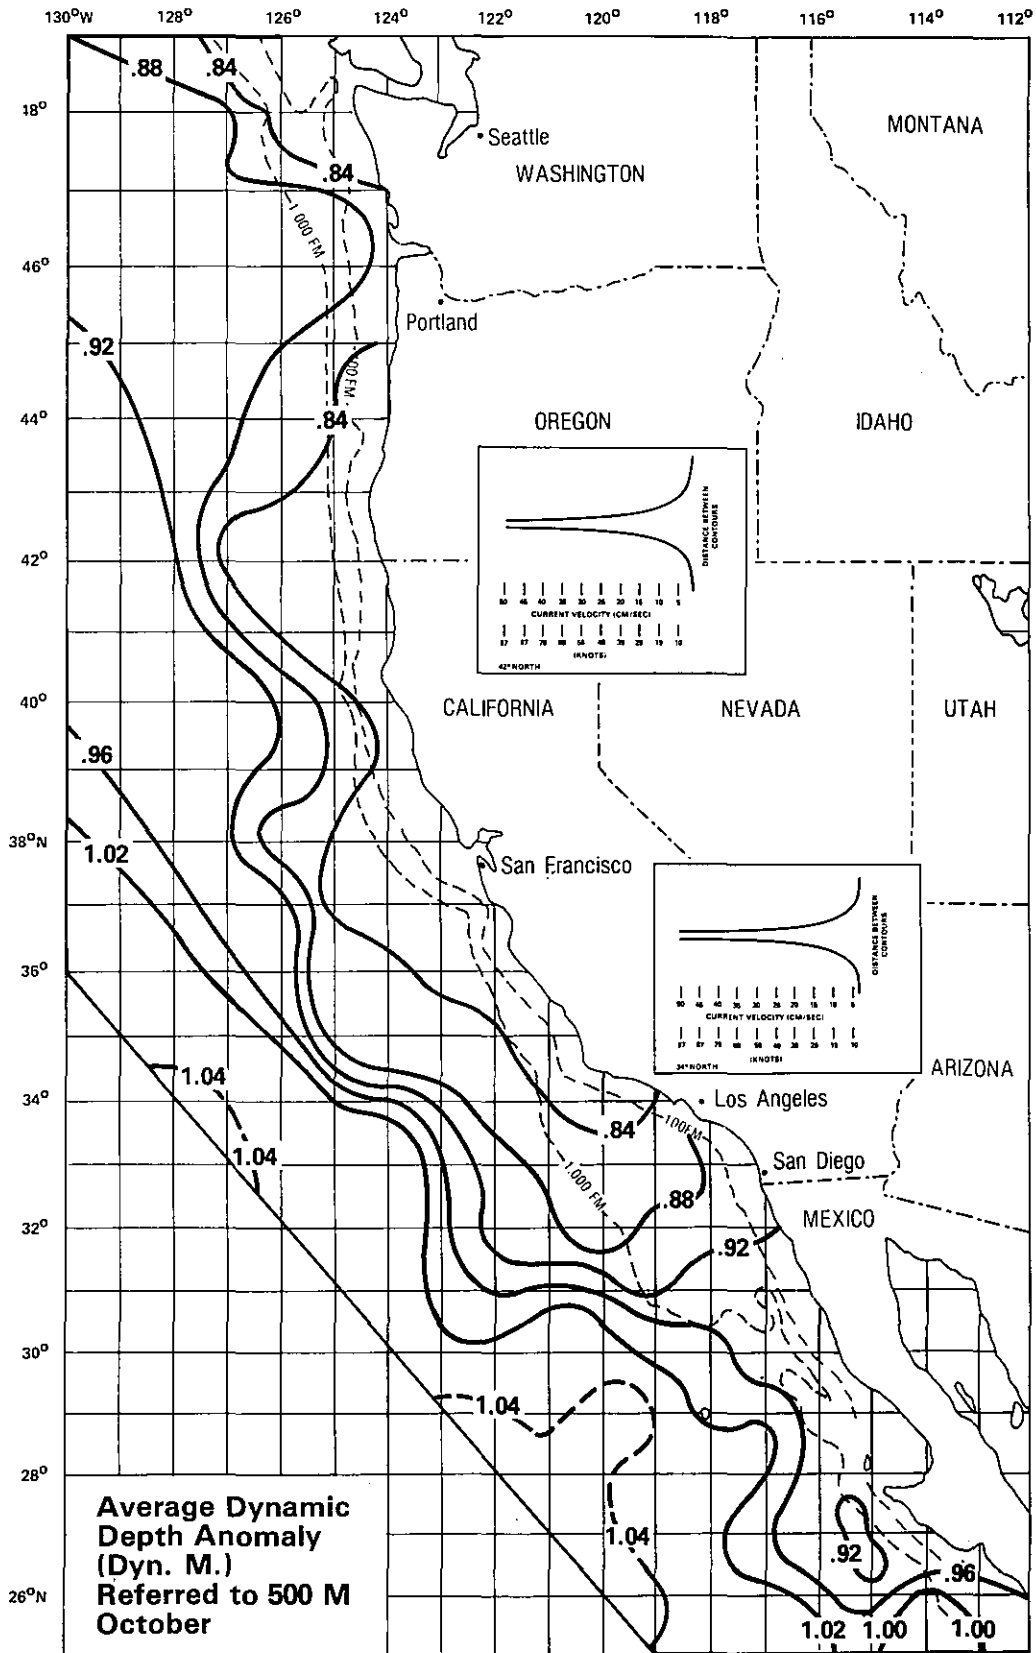 130°W 128° 126° 124° 122° 120° 118° 116° 114° 112°
.88 .84
18°
Seattle
MONTANA
WASHINGTON
.84
1 000 FM
46°
Portland
.92
00 FM
44°
.84
OREGON
IDAHO
DISTANCE BETWEEN
CONTOURS
42°
CURRENT VELOCITY (CM/SEC)
(KNOTS)
42° NORTH
40°
CALIFORNIA
NEVADA
UTAH
.96
38°N
1.02
San Francisco
DISTANCE BETWEEN
CONTOURS
36°
CURRENT VELOCITY (CM/SEC)
(KNOTS)
34° NORTH
ARIZONA
1.04
34°
Los Angeles
.84
100FM
1.04
San Diego
1.000 FM
.88
32°
MEXICO
.92
30°
1.04
28°
Average Dynamic
Depth Anomaly
(Dyn. M.)
Referred to 500 M
October
1.04
.92
.96
26°N
1.02 1.00 1.00